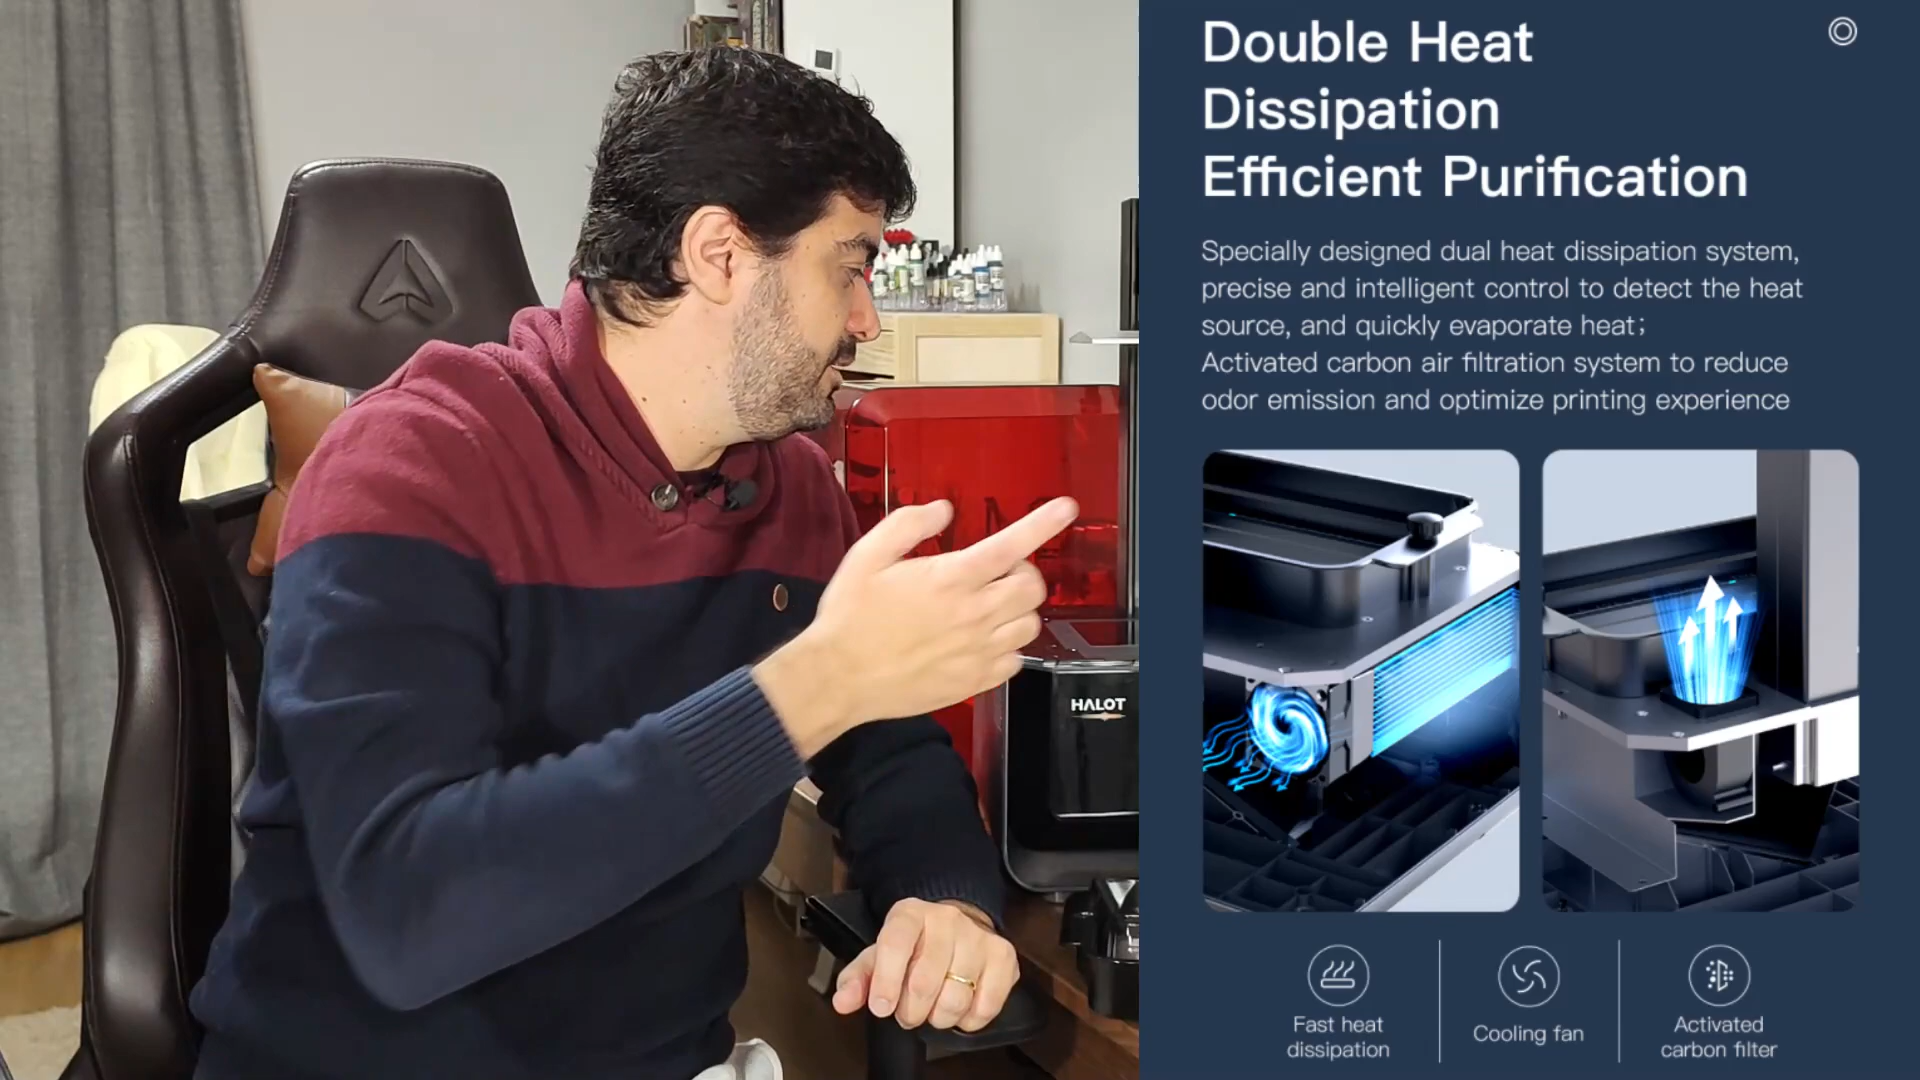 Double Heat
Dissipation
Efficient Purification
Specially designed dual heat dissipation system,
precise and intelligent control to detect the heat
source, and quickly evaporate heat;
Activated carbon air filtration system to reduce
odor emission and optimize printing experience
HALOT
Fast heat
dissipation
Cooling fan
Activated
carbon filter